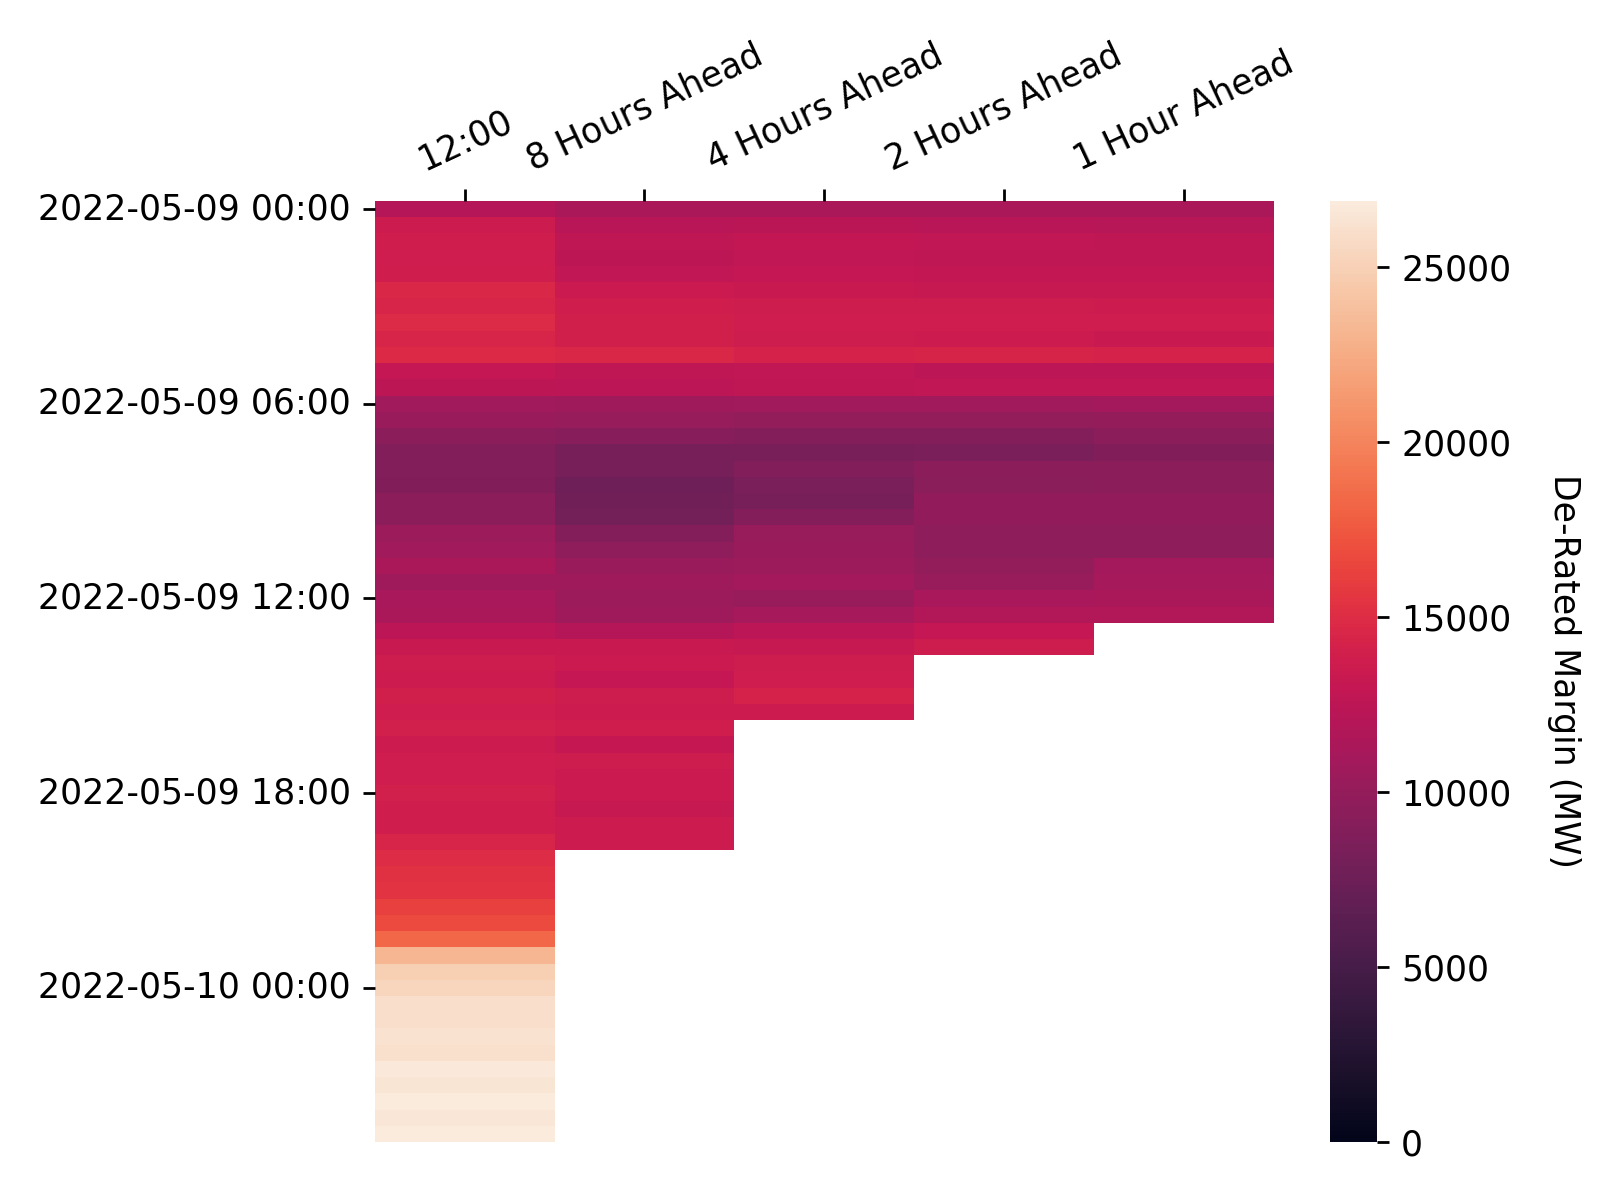 12:00
8 Hours Ahead
4 Hours Ahead
2 Hours Ahead
1 Hour Ahead
2022-05-09 00:00
2022-05-09 06:00
2022-05-09 12:00
2022-05-09 18:00
2022-05-10 00:00
25000
20000
15000
10000
5000
0
De-Rated Margin (MW)